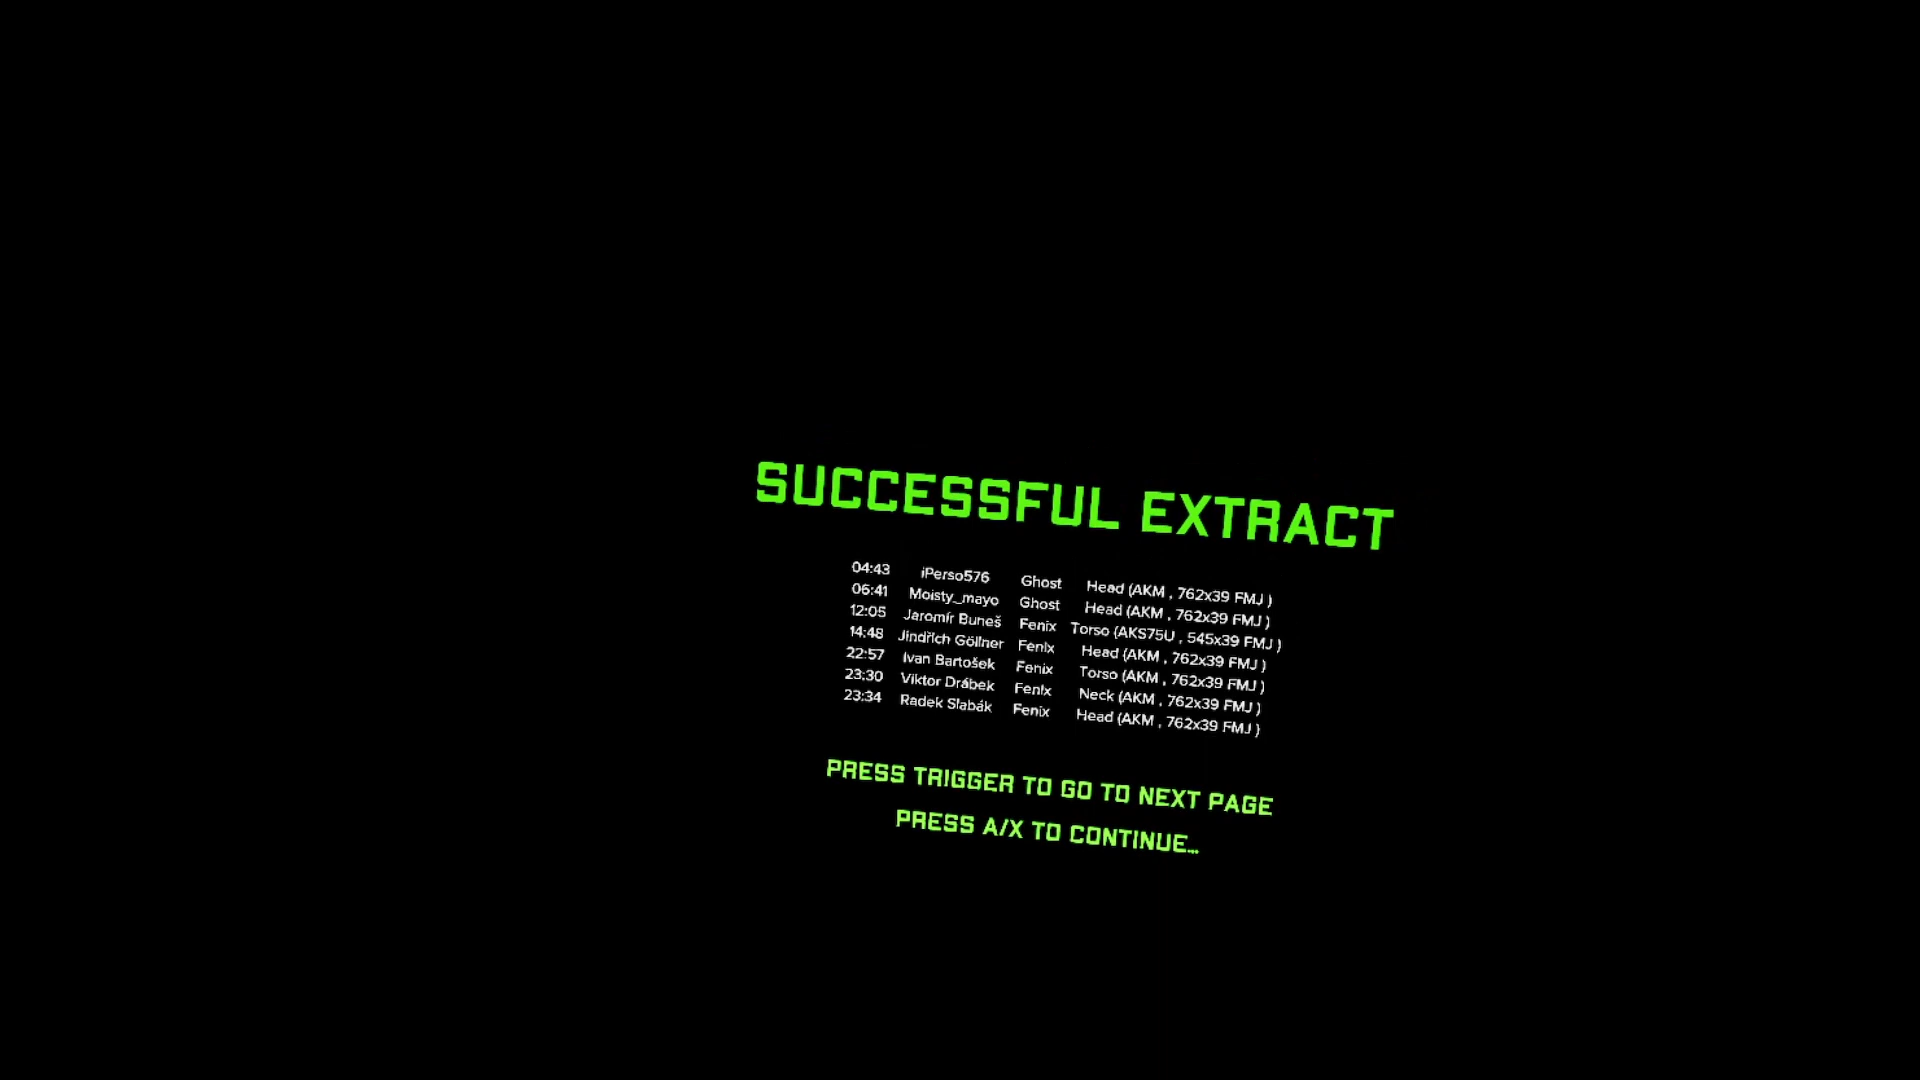 SUCCESSFUL EXTRACT
04:43 iPerso576 Ghost Head (AKM , 762x39 FMJ )
06:41 Moisty_mayo Ghost Head (AKM , 762x39 FMJ )
12:05 Jaromír Buneš Fenix Torso (AKS75U , 545x39 FMJ )
14:48 Jindřich Göllner Fenix Head (AKM , 762x39 FMJ )
22:57 Ivan Bartošek Fenix Torso (AKM , 762x39 FMJ )
23:30 Viktor Drábek Fenix Neck (AKM , 762x39 FMJ )
23:34 Radek Slabák Fenix Head (AKM , 762x39 FMJ )
PRESS TRIGGER TO GO TO NEXT PAGE
PRESS A/X TO CONTINUE...